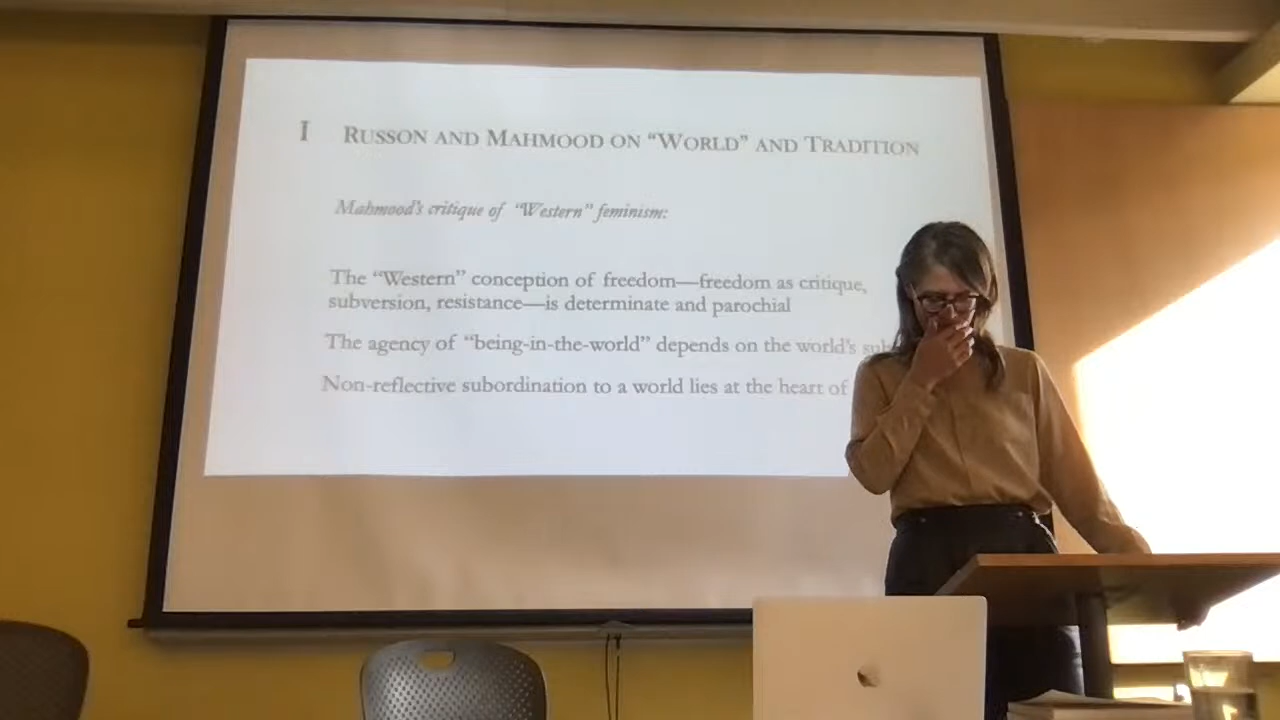 I RUSSON AND MAHMOOD ON “WORLD” AND TRADITION
Mahmood's critique of “Western” feminism:
The “Western” conception of freedom—freedom as critique,
subversion, resistance—is determinate and parochial
The agency of “being-in-the-world” depends on the world's
Non-reflective subordination to a world lies at the heart of